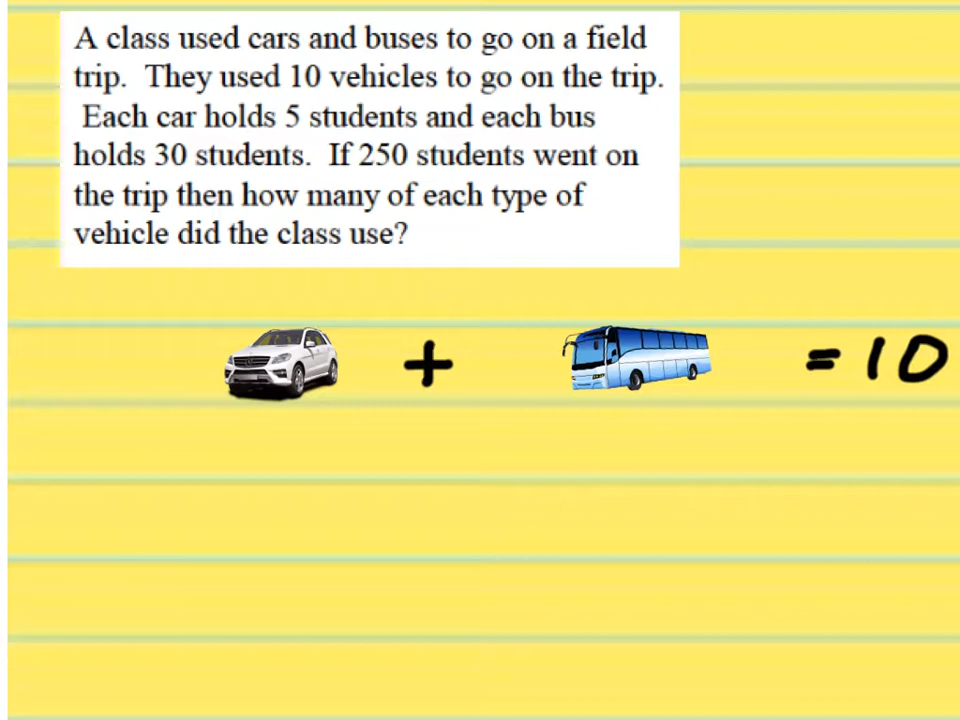 A class used cars and buses to go on a field
trip.  They used 10 vehicles to go on the trip.
Each car holds 5 students and each bus
holds 30 students.  If 250 students went on
the trip then how many of each type of
vehicle did the class use?
+ = 10